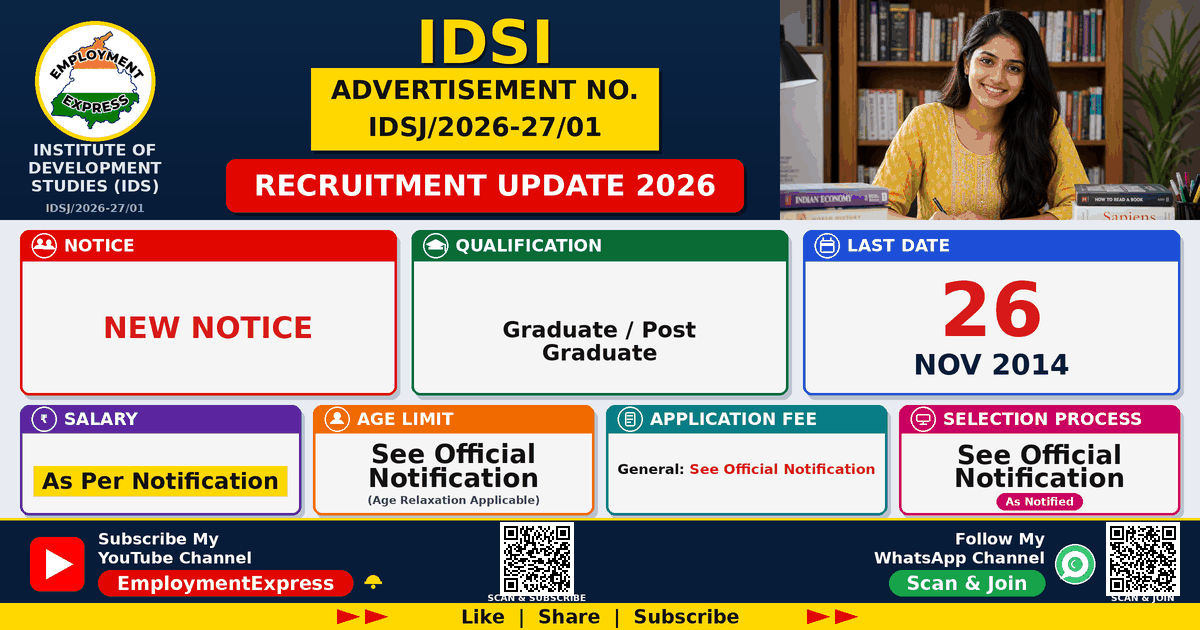 EMPLOYMENT
EXPRESS
INSTITUTE OF
DEVELOPMENT
STUDIES (IDS)
IDSJ/2026-27/01
IDSI
ADVERTISEMENT NO.
IDSJ/2026-27/01
RECRUITMENT UPDATE 2026
INDIAN ECONOMY
HOW TO READ A BOOK
Sapiens
NOTICE
NEW NOTICE
QUALIFICATION
Graduate / Post
Graduate
LAST DATE
26
NOV 2014
₹ SALARY
As Per Notification
AGE LIMIT
See Official
Notification
(Age Relaxation Applicable)
APPLICATION FEE
General: See Official Notification
SELECTION PROCESS
See Official
Notification
As Notified
Subscribe My
YouTube Channel
EmploymentExpress
SCAN & SUBSCRIBE
Follow My
WhatsApp Channel
Scan & Join
SCAN & JOIN
Like | Share | Subscribe